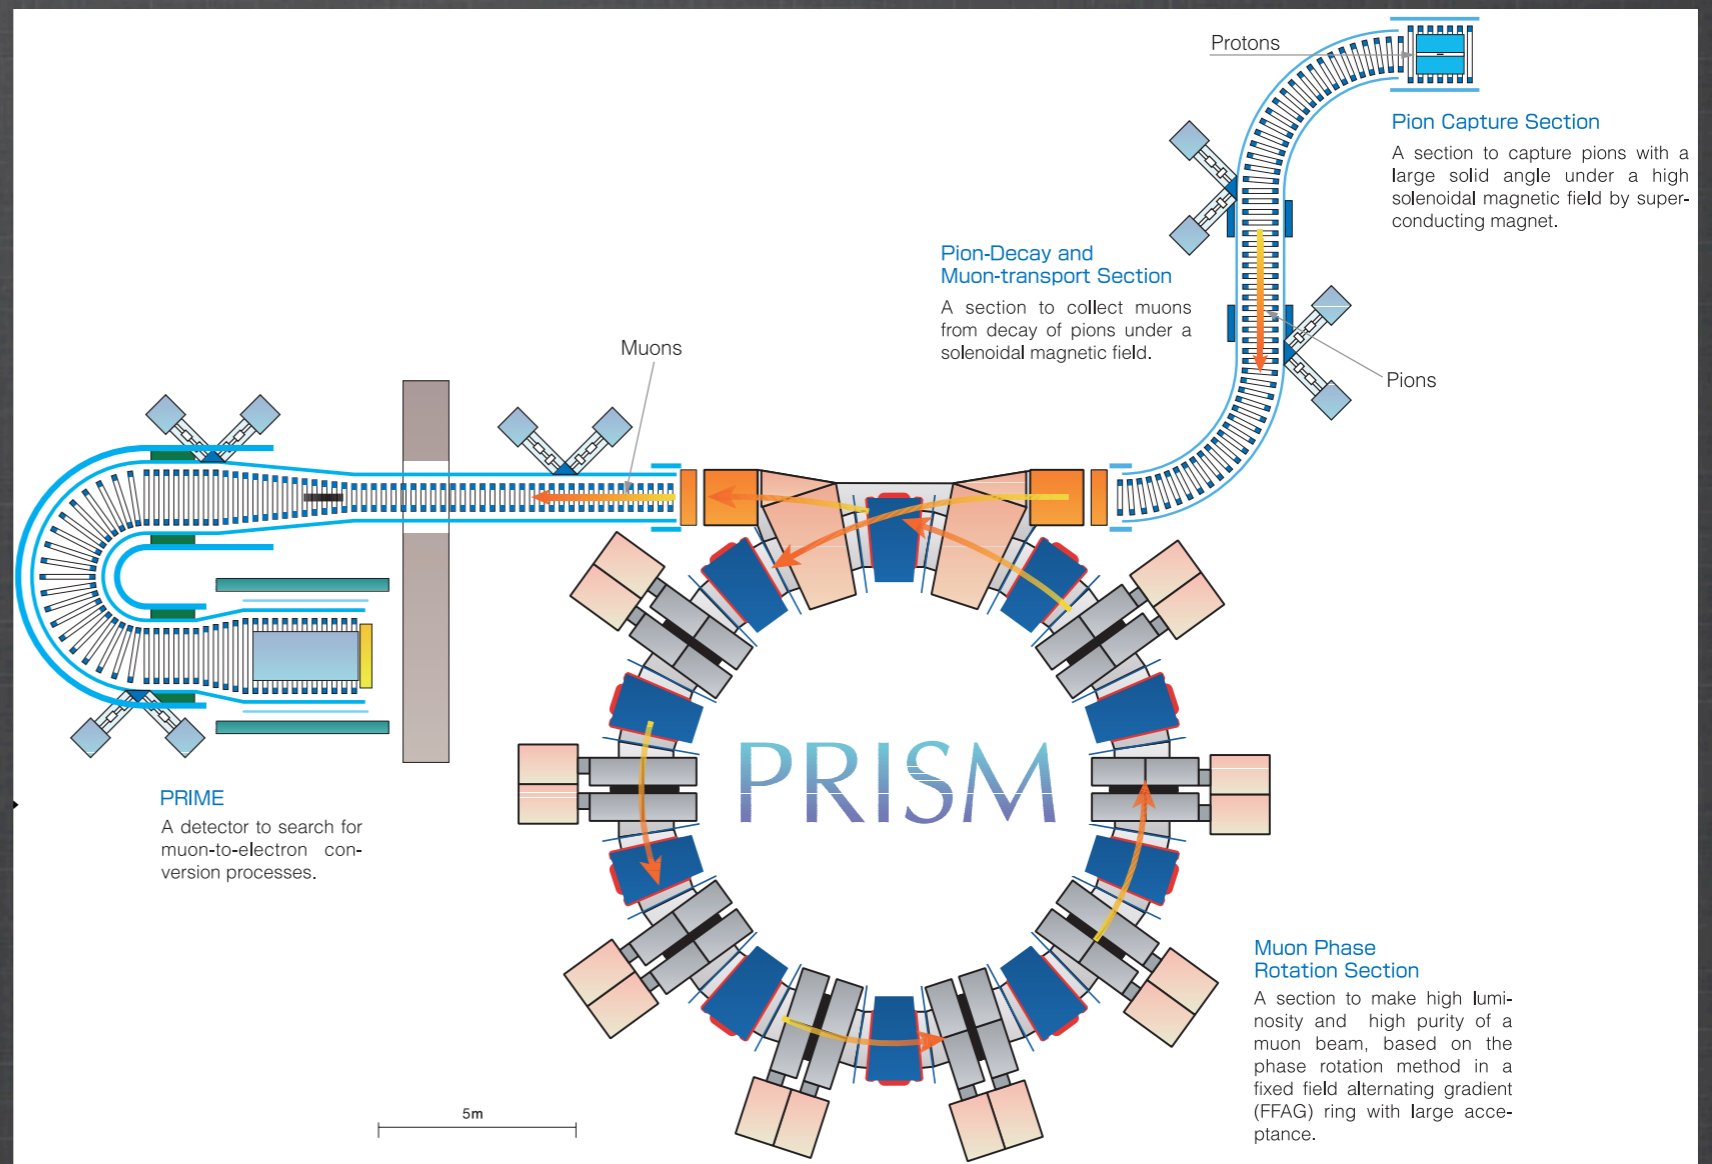 Protons
Pion Capture Section
A section to capture pions with a
large solid angle under a high
solenoidal magnetic field by super-
conducting magnet.
Pion-Decay and
Muon-transport Section
A section to collect muons
from decay of pions under a
solenoidal magnetic field.
Pions
Muons
PRISM
PRIME
A detector to search for
muon-to-electron con-
version processes.
Muon Phase
Rotation Section
A section to make high lumi-
nosity and high purity of a
muon beam, based on the
phase rotation method in a
fixed field alternating gradient
(FFAG) ring with large acce-
ptance.
5m